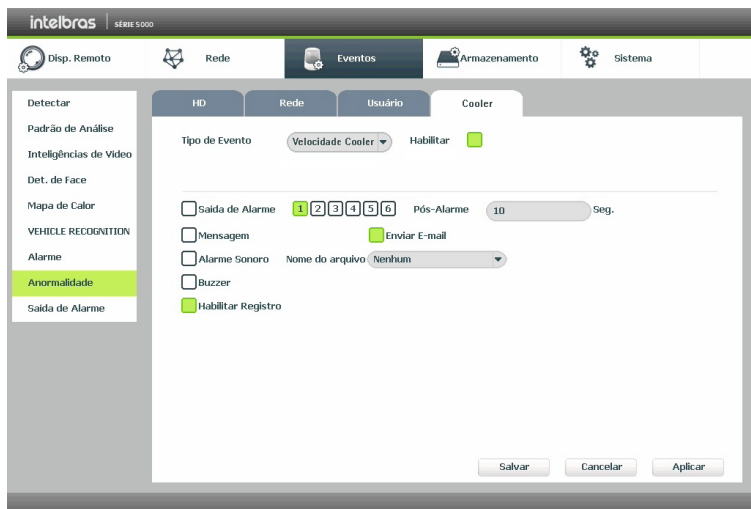 intelbras SÉRIE 5000
Disp. Remoto Rede Eventos Armazenamento Sistema
Detectar
Padrão de Análise
Inteligências de Video
Det. de Face
Mapa de Calor
VEHICLE RECOGNITION
Alarme
Anormalidade
Saída de Alarme
HD Rede Usuário Cooler
Tipo de Evento Velocidade Cooler Habilitar
Saida de Alarme 1 2 3 4 5 6 Pós-Alarme 10 Seg.
Mensagem Enviar E-mail
Alarme Sonoro Nome do arquivo Nenhum
Buzzer
Habilitar Registro
Salvar Cancelar Aplicar